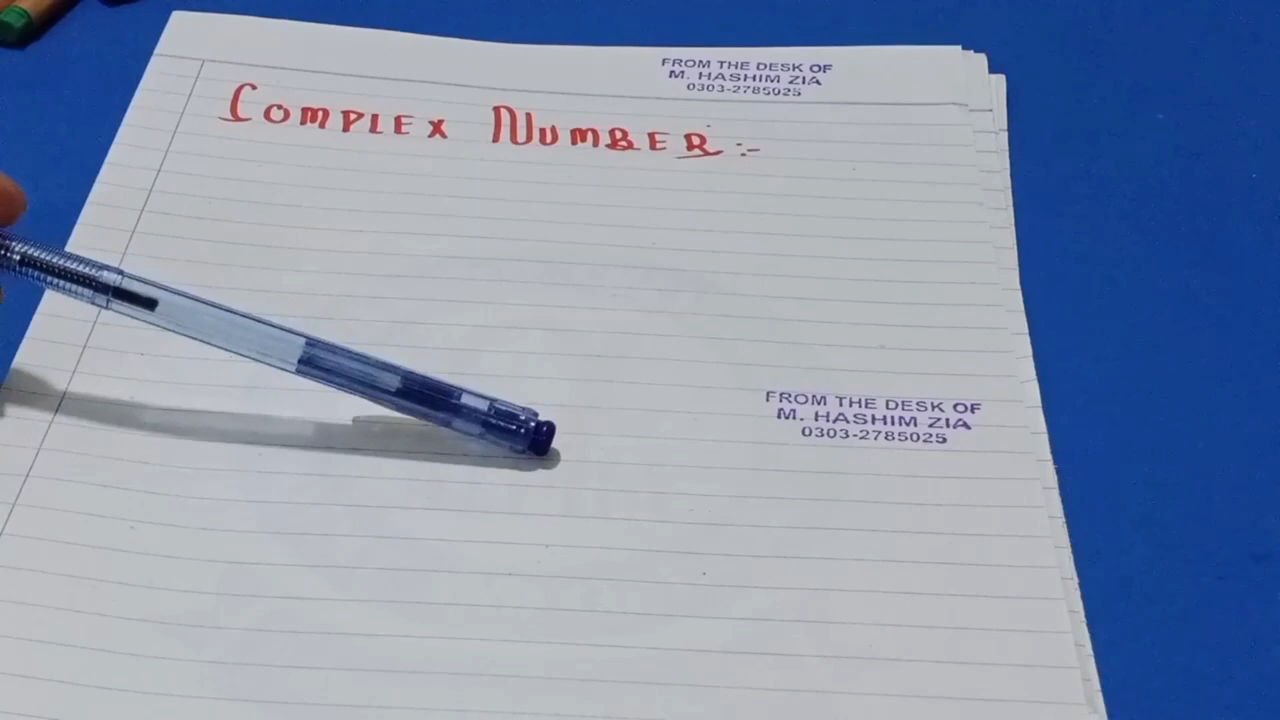 FROM THE DESK OF
M. HASHIM ZIA
0303-2785025
COMPLEX NUMBER :-
FROM THE DESK OF
M. HASHIM ZIA
0303-2785025